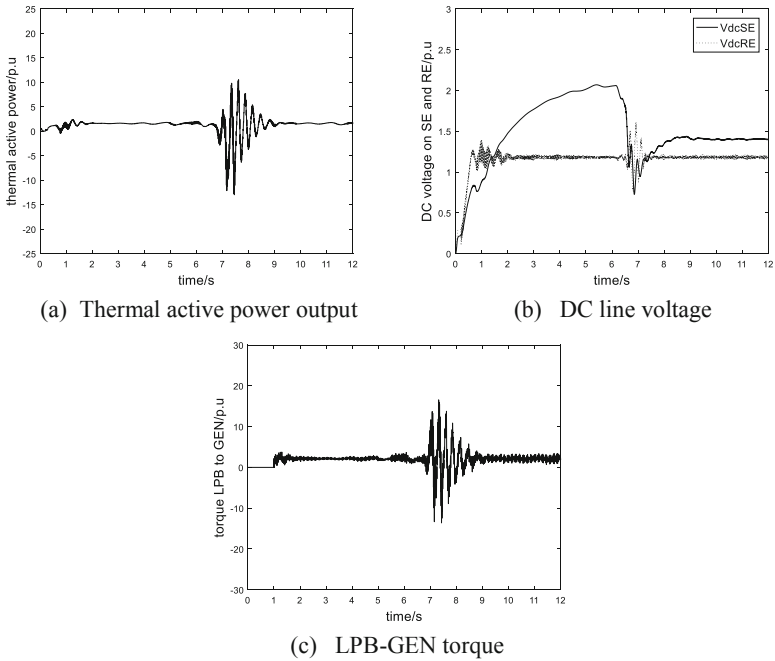 25
20
15
10
5
0
-5
-10
-15
-20
-25
thermal active power/p.u
0 1 2 3 4 5 6 7 8 9 10 11 12
time/s
(a) Thermal active power output
3
2.5
2
1.5
1
0.5
0
DC voltage on SE and RE/p.u
VdcSE
VdcRE
0 1 2 3 4 5 6 7 8 9 10 11 12
time/s
(b) DC line voltage
30
20
10
0
-10
-20
-30
torque LPB to GEN/p.u
0 1 2 3 4 5 6 7 8 9 10 11 12
time/s
(c) LPB-GEN torque